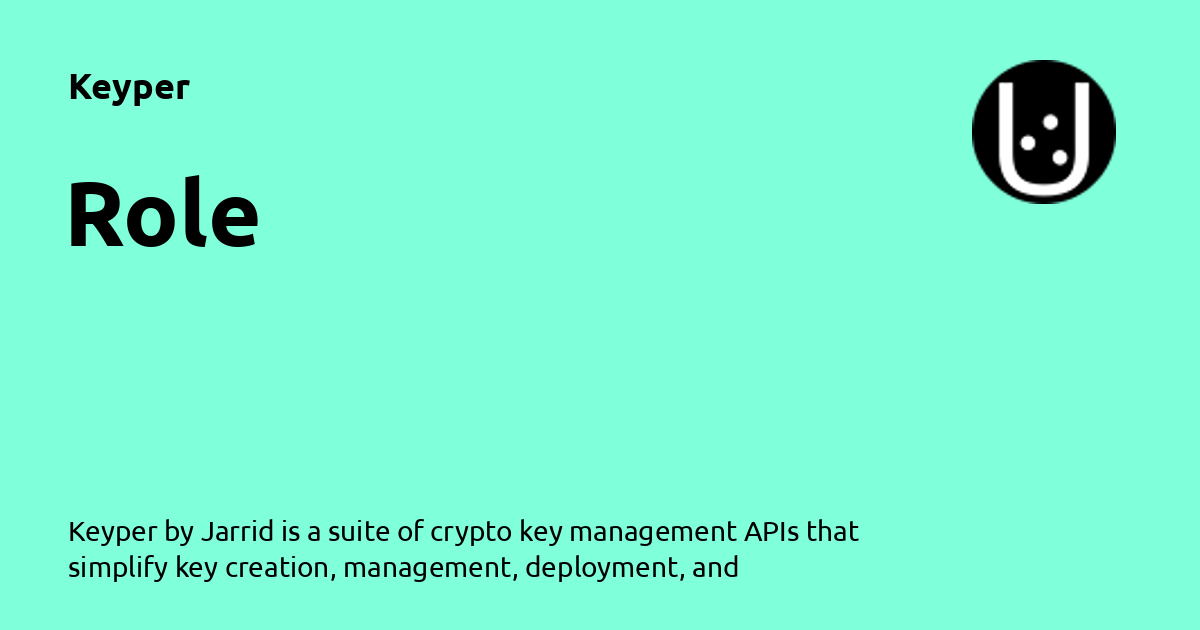 Keyper
Role
Keyper by Jarrid is a suite of crypto key management APIs that
simplify key creation, management, deployment, and